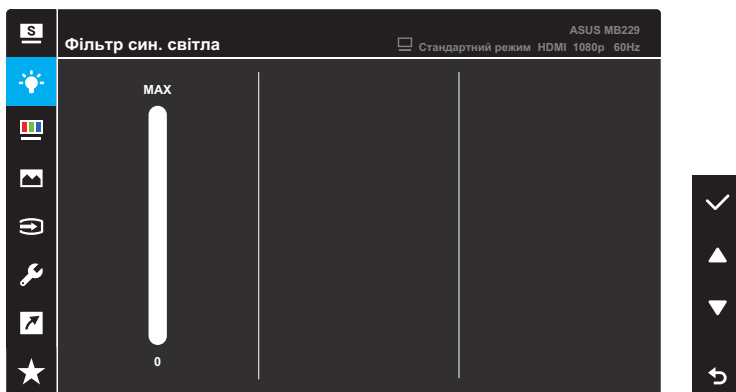 S
ASUS MB229
Фільтр син. світла
Стандартний режим HDMI 1080p 60Hz
MAX
0